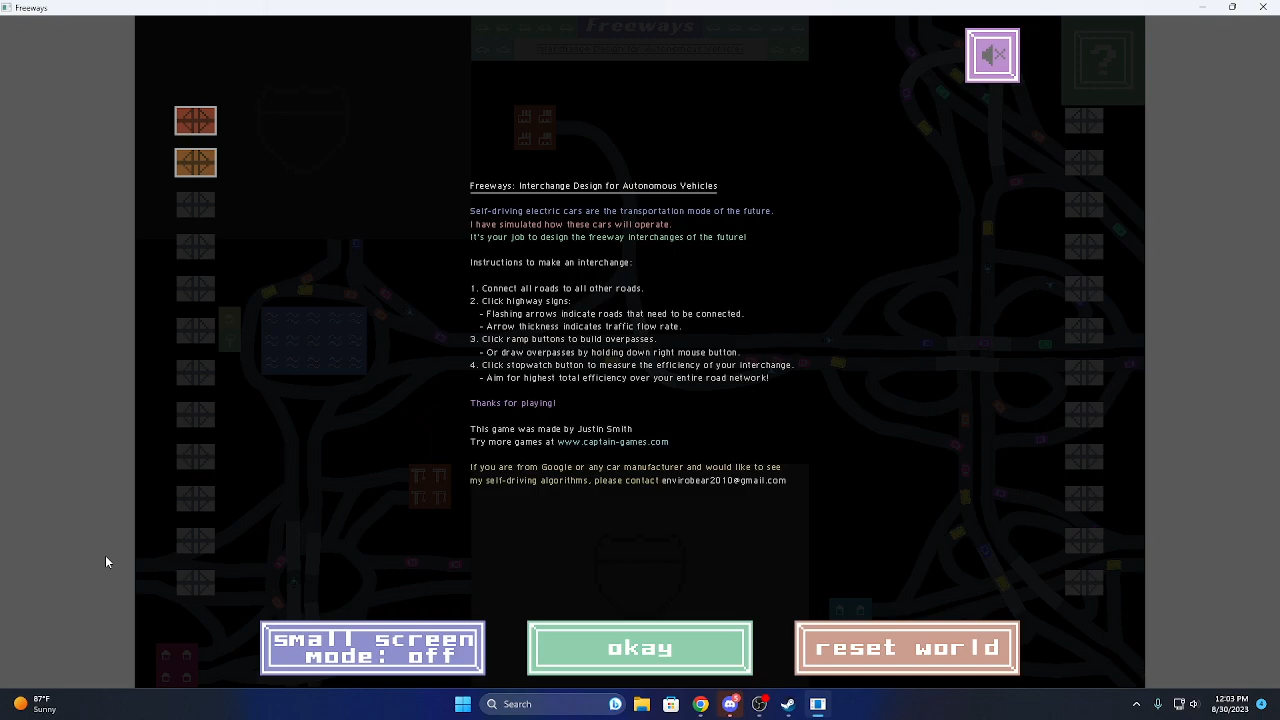 Freeways
Freeways
?
Freeways: Interchange Design for Autonomous Vehicles
Self-driving electric cars are the transportation mode of the future.
I have simulated how these cars will operate.
It's your job to design the freeway interchanges of the future!
Instructions to make an interchange:
1. Connect all roads to all other roads.
2. Click highway signs:
- Flashing arrows indicate roads that need to be connected.
- Arrow thickness indicates traffic flow rate.
3. Click ramp buttons to build overpasses.
- Or draw overpasses by holding down right mouse button.
4. Click stopwatch button to measure the efficiency of your interchange.
- Aim for highest total efficiency over your entire road network!
Thanks for playing!
This game was made by Justin Smith
Try more games at www.captain-games.com
If you are from Google or any car manufacturer and would like to see
my self-driving algorithms, please contact envirobear2010@gmail.com
small screen
mode: off
okay
reset world
87°F
Sunny
Search
5
12:03 PM
8/30/2023
4